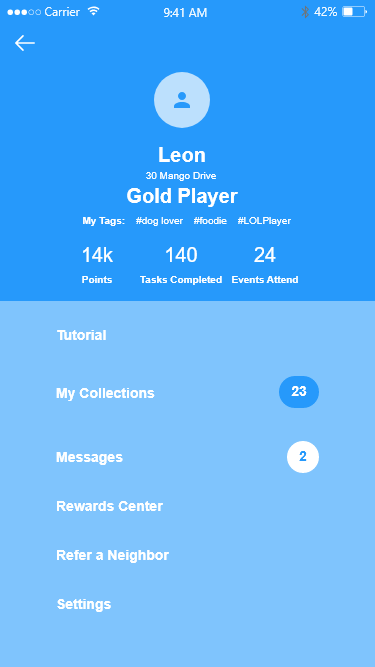 Carrier 9:41 AM 42%
Leon
30 Mango Drive
Gold Player
My Tags: #dog lover #foodie #LOLPlayer
14k 140 24
Points Tasks Completed Events Attend
Tutorial
My Collections 23
Messages 2
Rewards Center
Refer a Neighbor
Settings